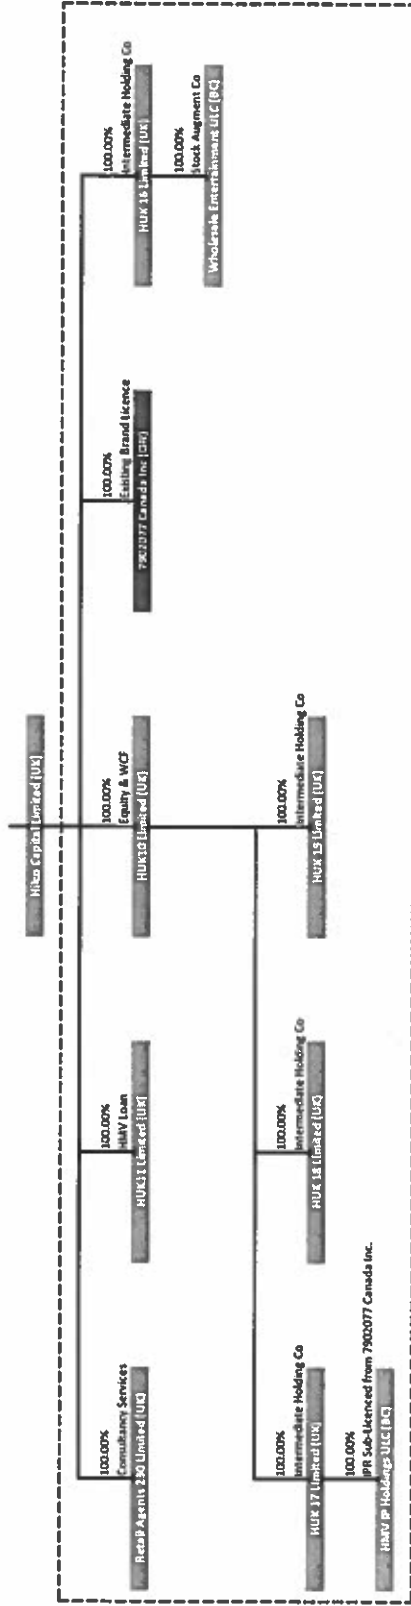 Hilco Capital Limited (UK)
100.00%
Consultancy Services
Retail Agents 230 Limited (UK)
100.00%
HMV Loan
HUK11 Limited (UK)
100.00%
Equity & WCF
HUK10 Limited (UK)
100.00%
Existing Brand Licence
7902077 Canada Inc (ON)
100.00%
Intermediate Holding Co
HUK 16 Limited (UK)
100.00%
Intermediate Holding Co
HUK 17 Limited (UK)
100.00%
Intermediate Holding Co
HUK 18 Limited (UK)
100.00%
Intermediate Holding Co
HUK 15 Limited (UK)
100.00%
Stock Augment Co
Wholesale Entertainment ULC (BC)
100.00%
IPR Sub-Licenced from 7902077 Canada Inc.
HMV IP Holdings ULC (BC)